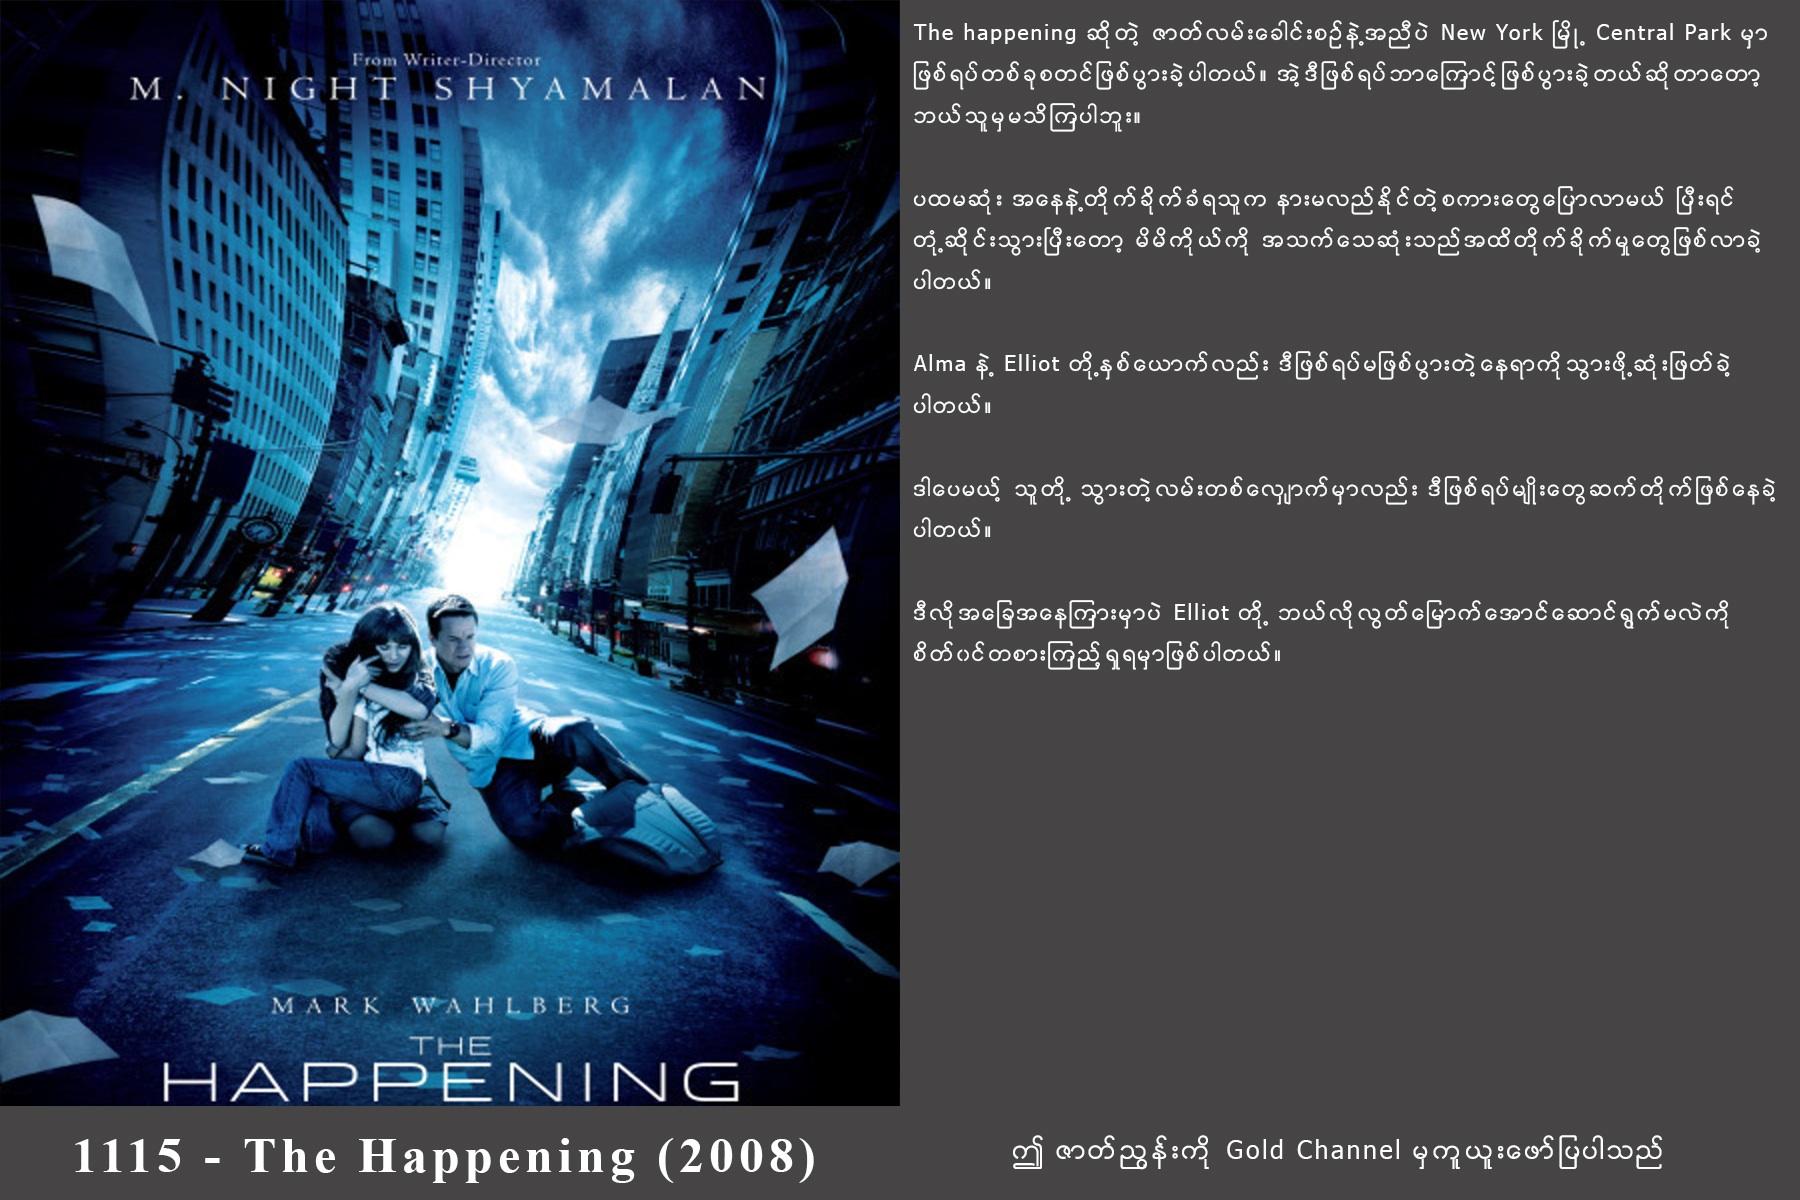 From Writer-Director
M. NIGHT SHYAMALAN
MARK WAHLBERG
THE
HAPPENING
1115 - The Happening (2008)
The happening ဆိုတဲ့ ဇာတ်လမ်းခေါင်းစဉ်နဲ့အညီပဲ New York မြို့ Central Park မှာ
ဖြစ်ရပ်တစ်ခုစတင်ဖြစ်ပွားခဲ့ပါတယ်။ အဲ့ဒီဖြစ်ရပ်ဘာကြောင့်ဖြစ်ပွားခဲ့တယ်ဆိုတာတော့
ဘယ်သူမှမသိကြပါဘူး။
ပထမဆုံး အနေနဲ့တိုက်ခိုက်ခံရသူက နားမလည်နိုင်တဲ့စကားတွေပြောလာမယ် ပြီးရင်
တုံ့ဆိုင်းသွားပြီးတော့ မိမိကိုယ်ကို အသက်သေဆုံးသည်အထိတိုက်ခိုက်မှုတွေဖြစ်လာခဲ့
ပါတယ်။
Alma နဲ့ Elliot တို့နှစ်ယောက်လည်း ဒီဖြစ်ရပ်မဖြစ်ပွားတဲ့နေရာကိုသွားဖို့ဆုံးဖြတ်ခဲ့
ပါတယ်။
ဒါပေမယ့် သူတို့ သွားတဲ့လမ်းတစ်လျှောက်မှာလည်း ဒီဖြစ်ရပ်မျိုးတွေဆက်တိုက်ဖြစ်နေခဲ့
ပါတယ်။
ဒီလိုအခြေအနေကြားမှာပဲ Elliot တို့ ဘယ်လိုလွတ်မြောက်အောင်ဆောင်ရွက်မလဲကို
စိတ်ဝင်တစားကြည့်ရှုရမှာဖြစ်ပါတယ်။
ဤ ဇာတ်ညွှန်းကို Gold Channel မှကူယူးဖော်ပြပါသည်